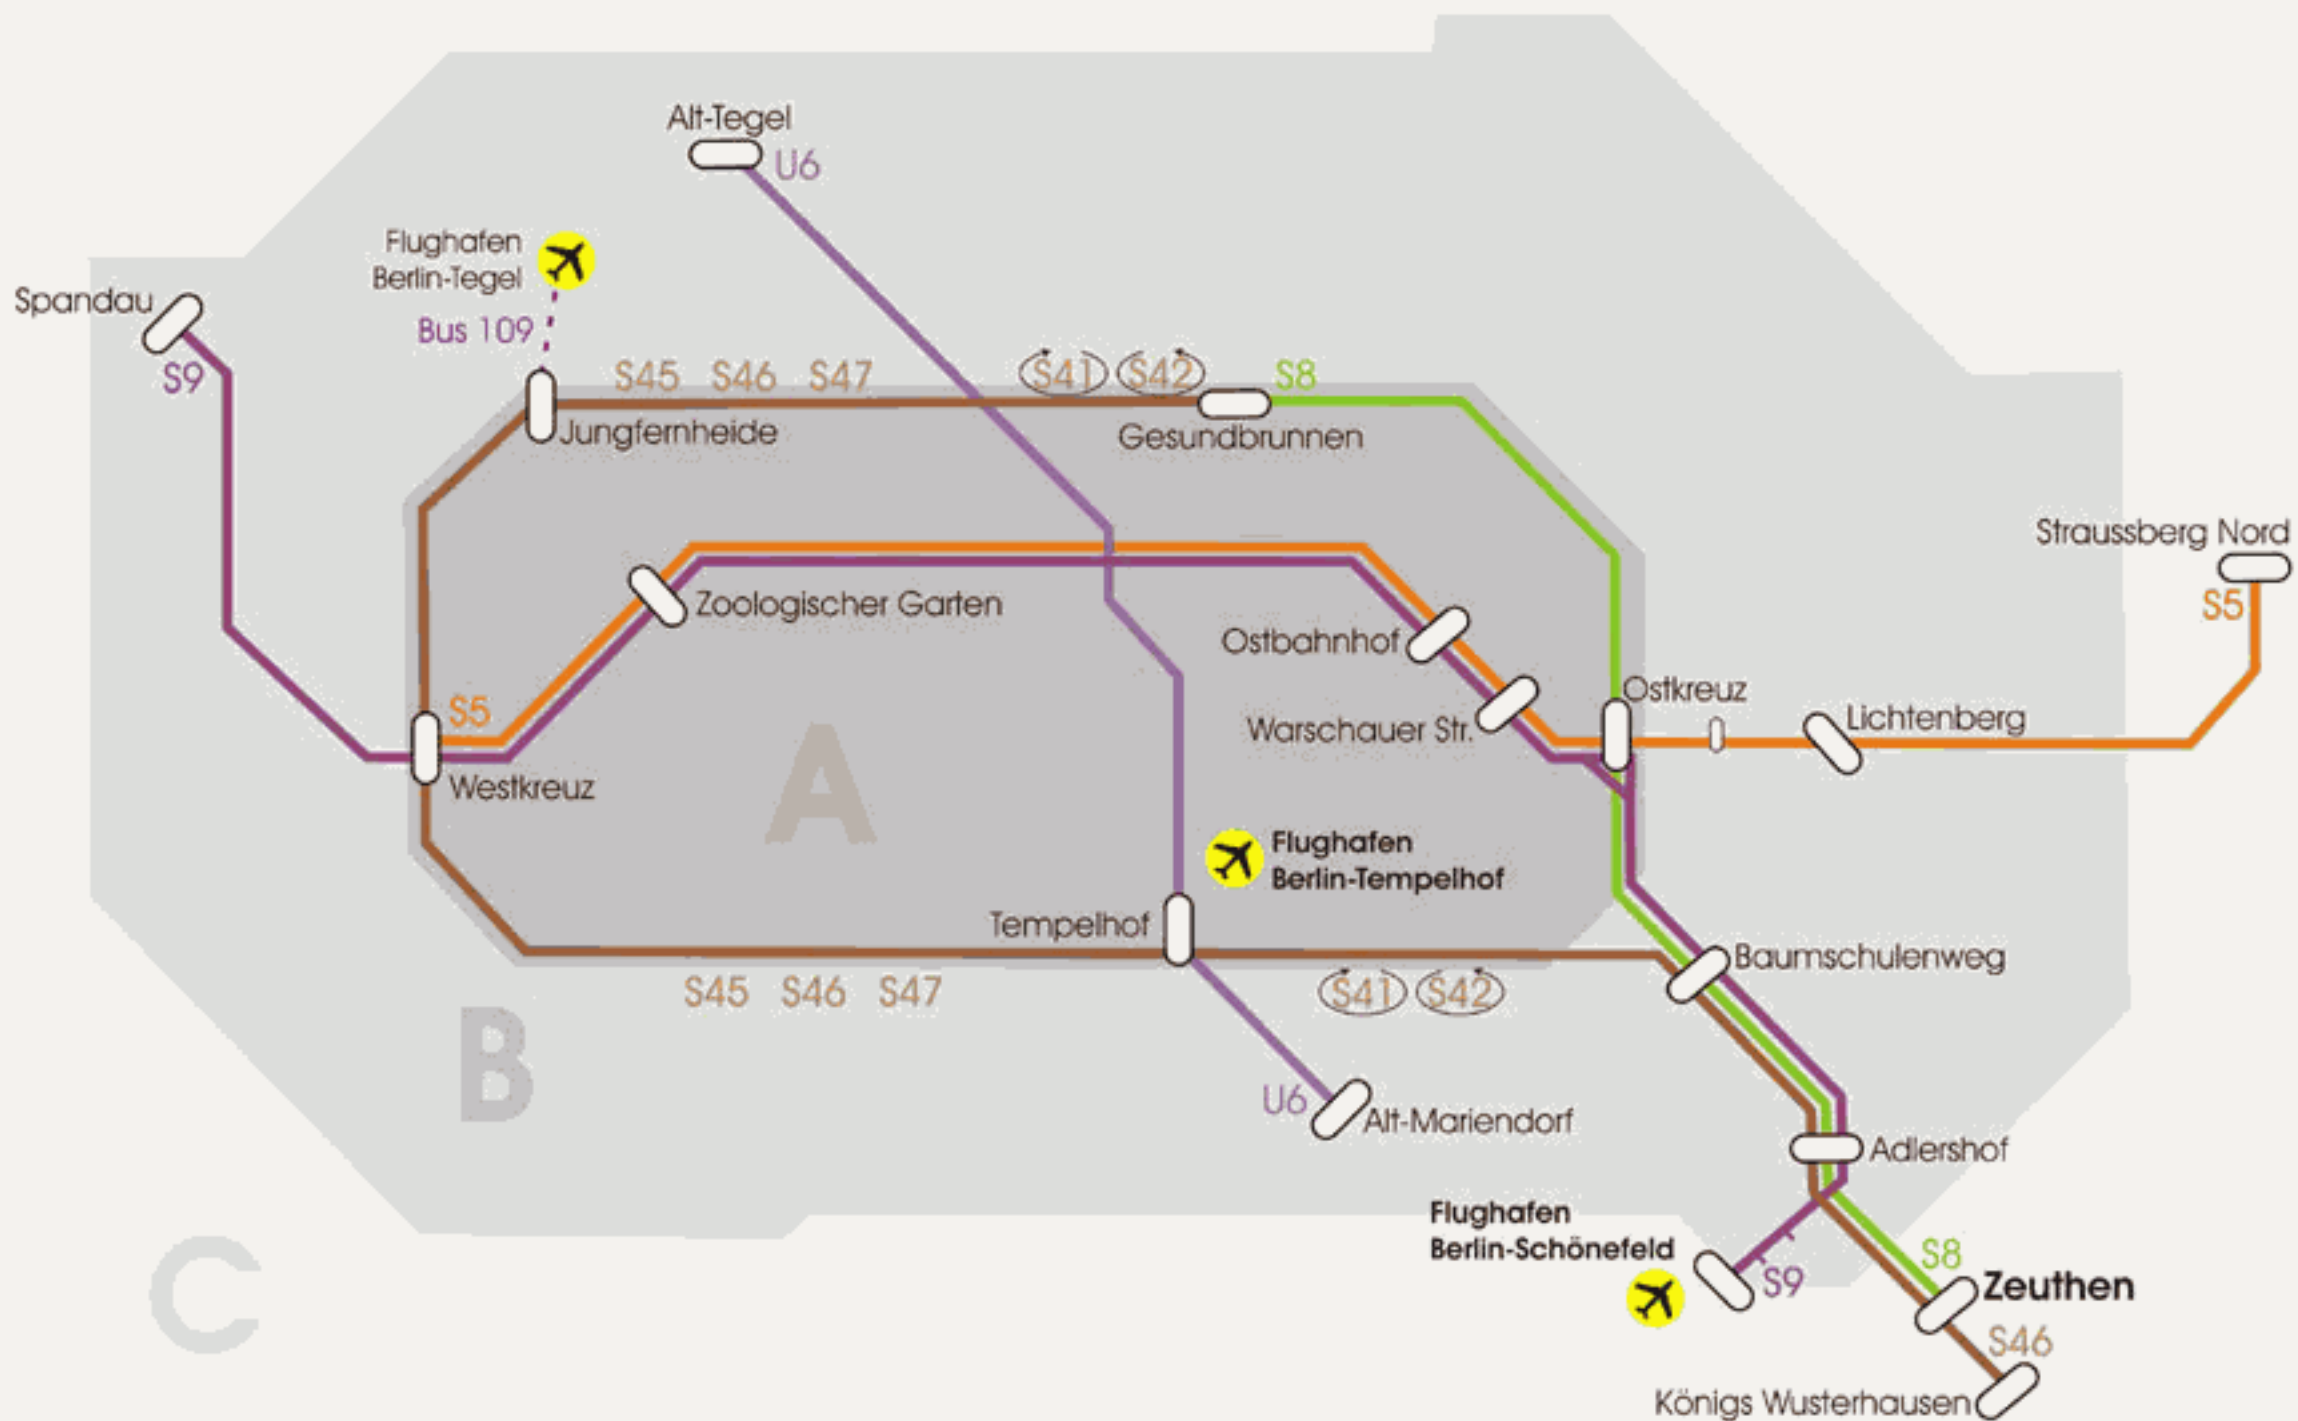 Alt-Tegel
U6
Flughafen
Berlin-Tegel
Spandau
Bus 109
S9
S45 S46 S47 S41 S42 S8
Jungfernheide
Gesundbrunnen
Straussberg Nord
S5
Zoologischer Garten
Ostbahnhof
Ostkreuz
S5
Warschauer Str.
Lichtenberg
Westkreuz
A
Flughafen
Berlin-Tempelhof
Tempelhof
Baumschulenweg
S45 S46 S47 S41 S42
B
U6
Alt-Mariendorf
Adlershof
Flughafen
Berlin-Schönefeld
C
S9
S8
Zeuthen
S46
Königs Wusterhausen